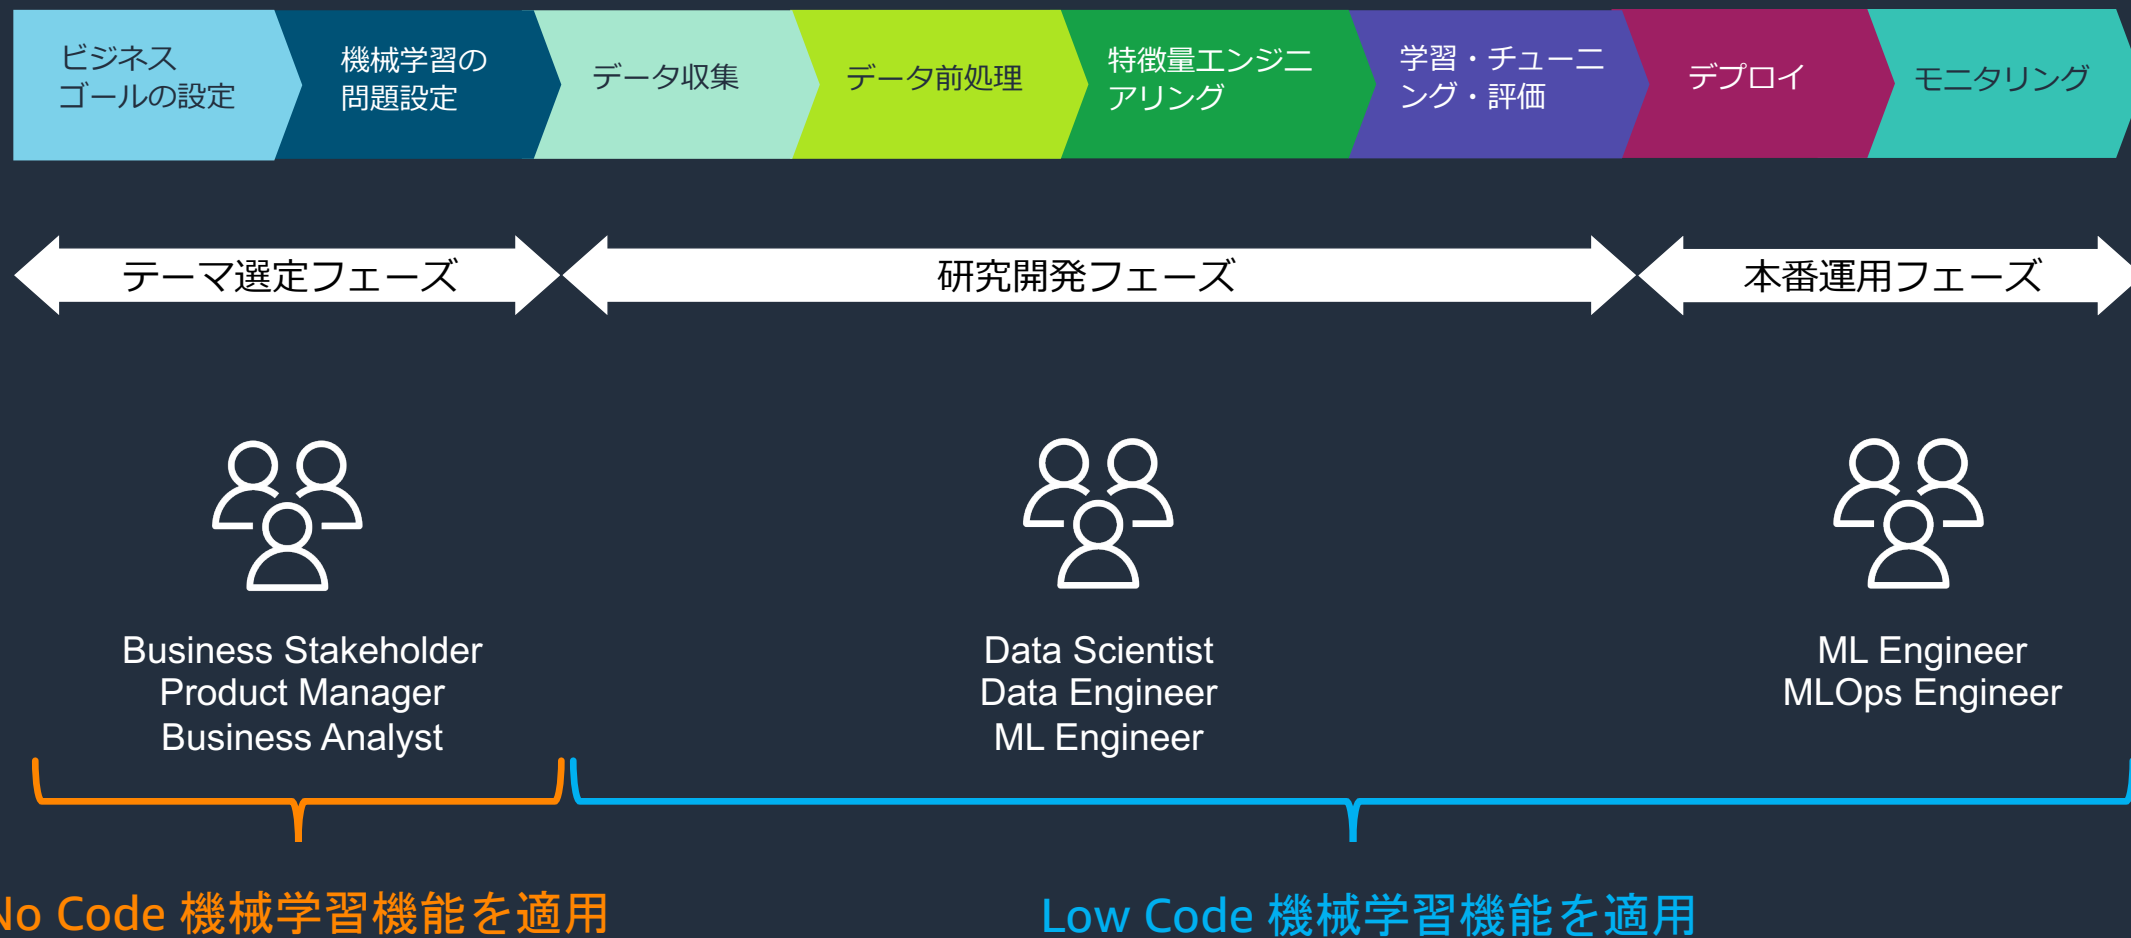 ビジネス
ゴールの設定
機械学習の
問題設定
データ収集
データ前処理
特徴量エンジニ
アリング
学習・チューニ
ング・評価
デプロイ
モニタリング
テーマ選定フェーズ
研究開発フェーズ
本番運用フェーズ
Business Stakeholder
Product Manager
Business Analyst
Data Scientist
Data Engineer
ML Engineer
ML Engineer
MLOps Engineer
No Code 機械学習機能を適用
Low Code 機械学習機能を適用